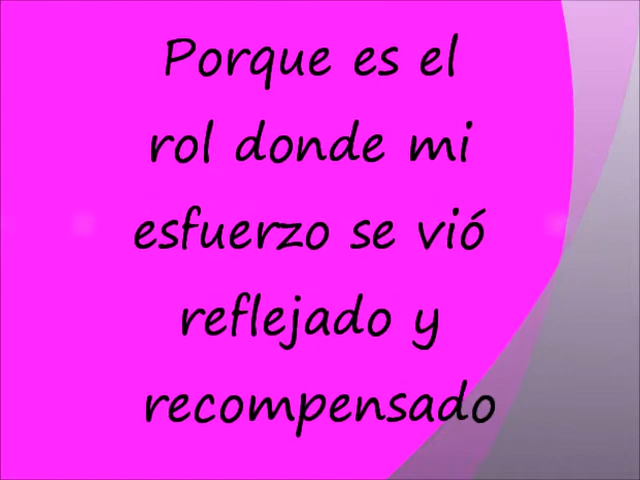 Porque es el
rol donde mi
esfuerzo se vió
reflejado y
recompensado